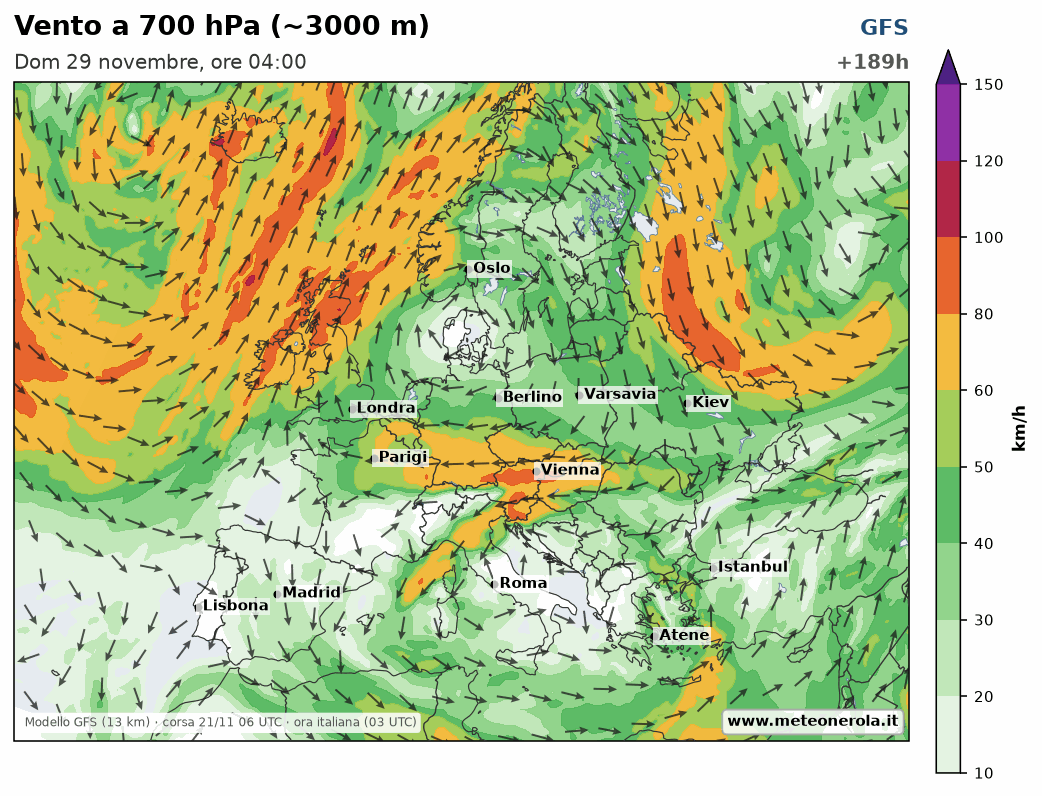 Vento a 700 hPa (~3000 m)
GFS
Dom 29 novembre, ore 04:00
+189h
150
120
100
80
60
50
40
30
20
10
km/h
Oslo
Londra
Berlino
Varsavia
Kiev
Parigi
Vienna
Istanbul
Roma
Madrid
Lisbona
Atene
Modello GFS (13 km) · corsa 21/11 06 UTC · ora italiana (03 UTC)
www.meteonerola.it